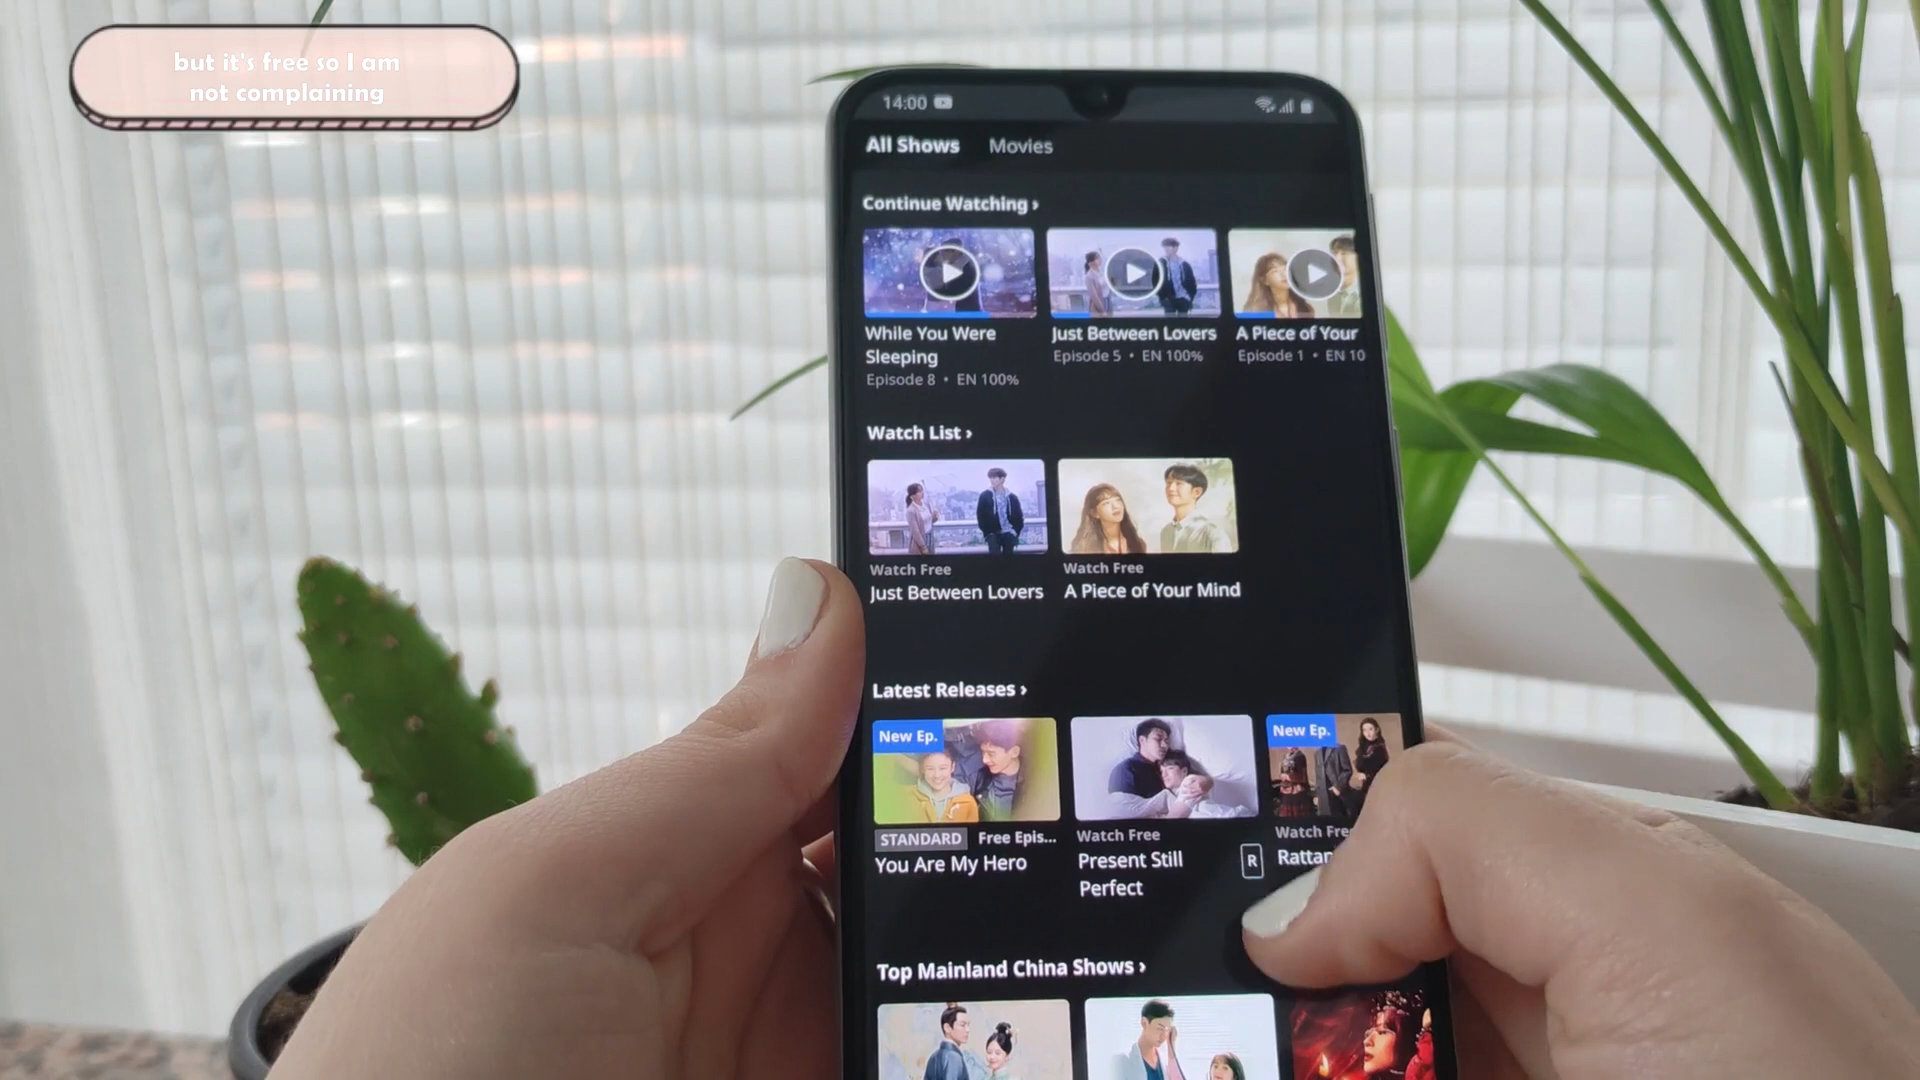 but it's free so I am
not complaining
14:00
All Shows Movies
Continue Watching ›
While You Were
Sleeping
Episode 8 • EN 100%
Just Between Lovers
Episode 5 • EN 100%
A Piece of Your
Episode 1 • EN 10
Watch List ›
Watch Free
Just Between Lovers
Watch Free
A Piece of Your Mind
Latest Releases ›
New Ep.
STANDARD Free Epis...
You Are My Hero
Watch Free
Present Still
Perfect
R
New Ep.
Watch Free
Rattan
Top Mainland China Shows ›